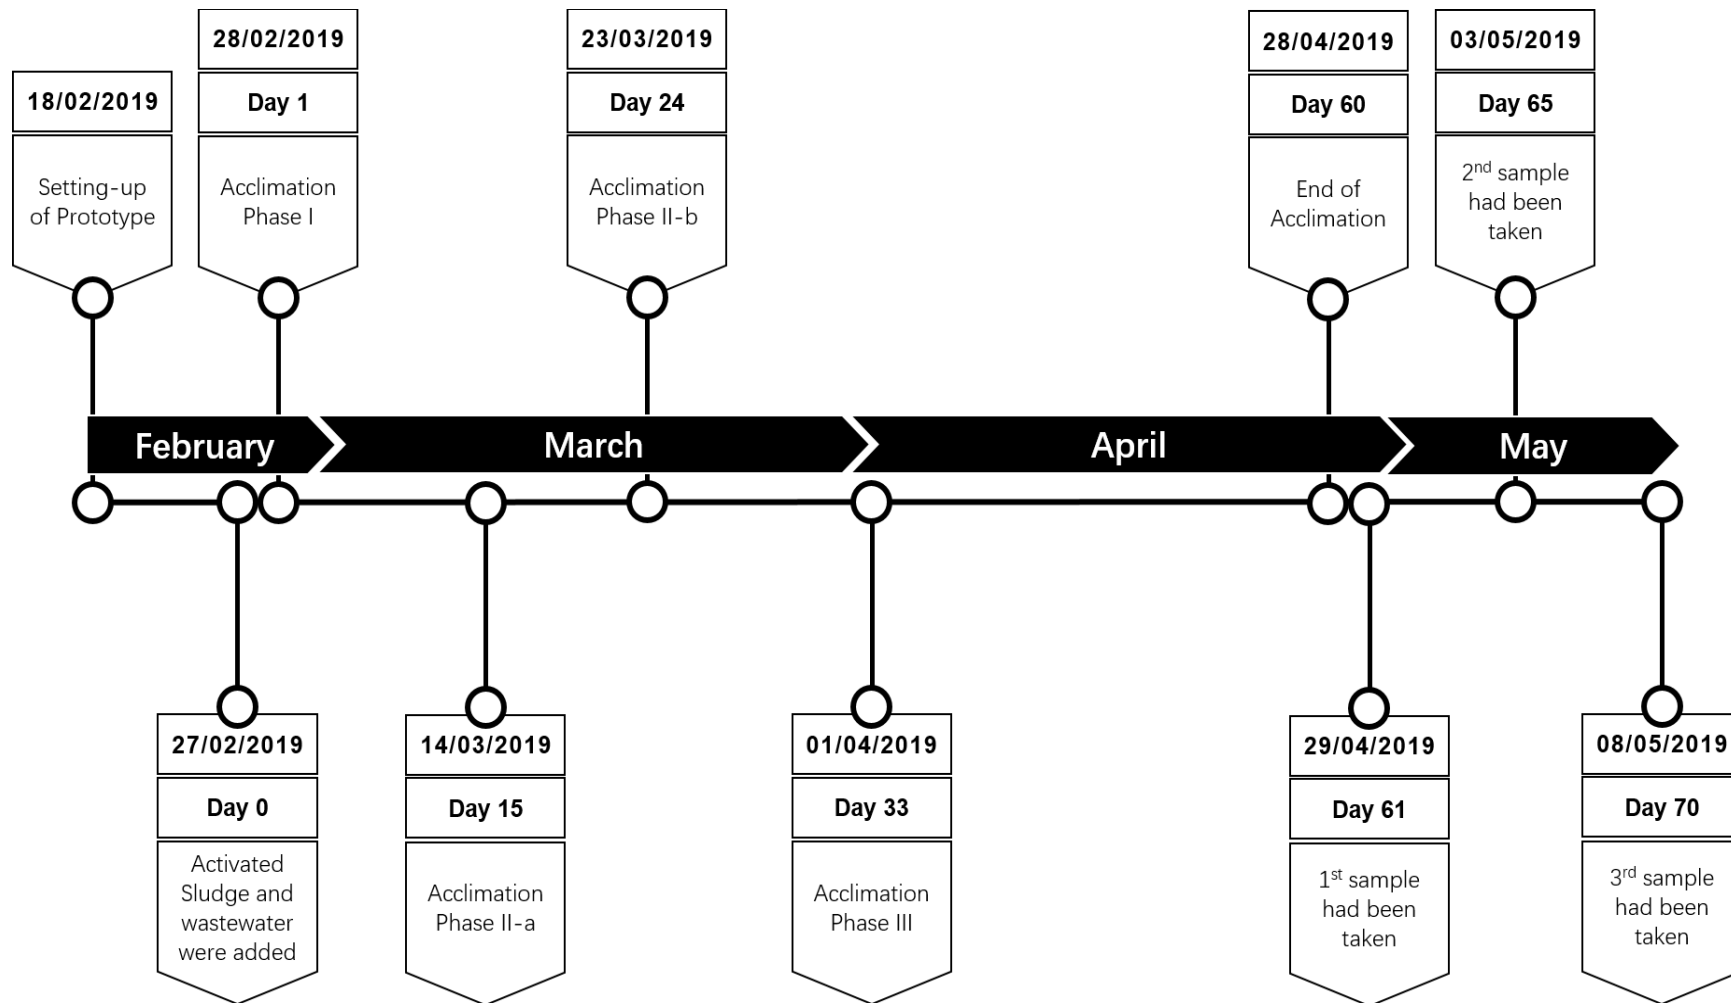 18/02/2019
Setting-up
of Prototype
28/02/2019
Day 1
Acclimation
Phase I
23/03/2019
Day 24
Acclimation
Phase II-b
28/04/2019
Day 60
End of
Acclimation
03/05/2019
Day 65
2nd sample
had been
taken
February
March
April
May
27/02/2019
Day 0
Activated
Sludge and
wastewater
were added
14/03/2019
Day 15
Acclimation
Phase II-a
01/04/2019
Day 33
Acclimation
Phase III
29/04/2019
Day 61
1st sample
had been
taken
08/05/2019
Day 70
3rd sample
had been
taken